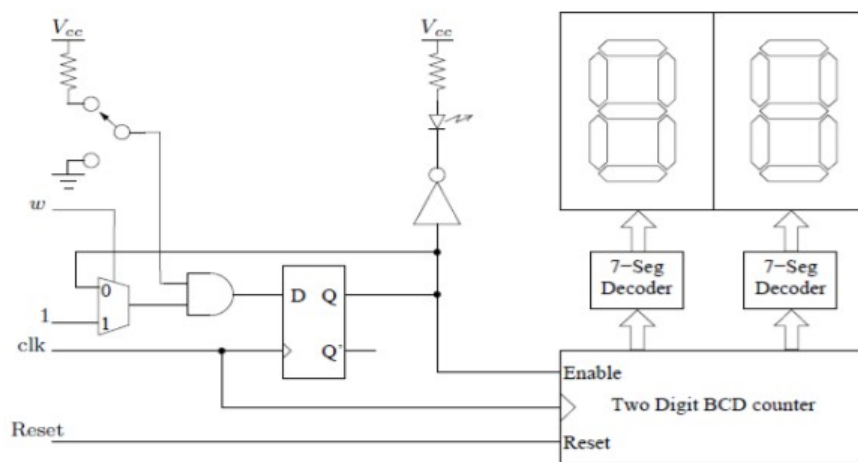 Vcc
Vcc
w
0
1
1
clk
D Q
Q'
Reset
7-Seg
Decoder
7-Seg
Decoder
Enable
Two Digit BCD counter
Reset